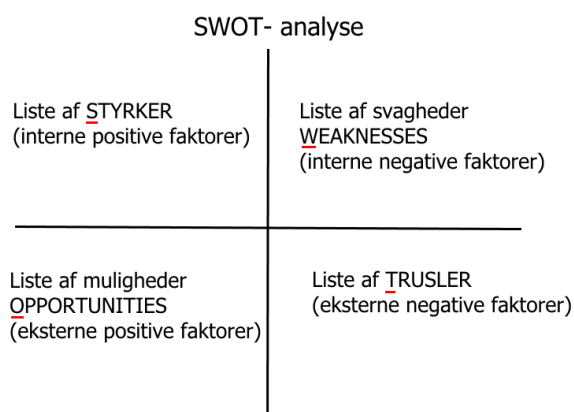 SWOT- analyse
Liste af STYRKER
(interne positive faktorer)
Liste af svagheder
WEAKNESSES
(interne negative faktorer)
Liste af muligheder
OPPORTUNITIES
(eksterne positive faktorer)
Liste af TRUSLER
(eksterne negative faktorer)